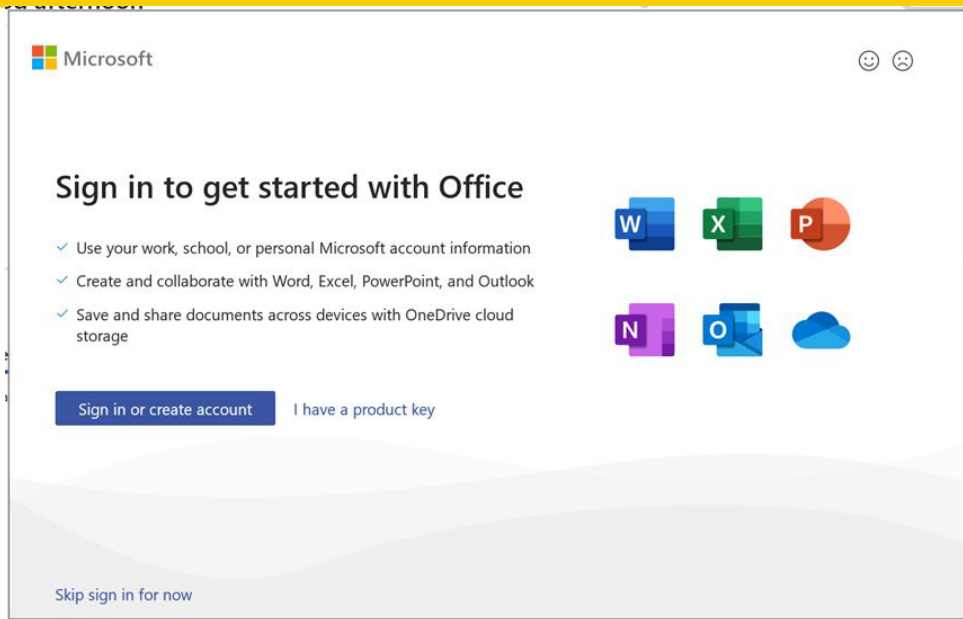 afternoon
Microsoft
Sign in to get started with Office
Use your work, school, or personal Microsoft account information
Create and collaborate with Word, Excel, PowerPoint, and Outlook
Save and share documents across devices with OneDrive cloud
storage
W
X
P
N
O
Sign in or create account
I have a product key
Skip sign in for now